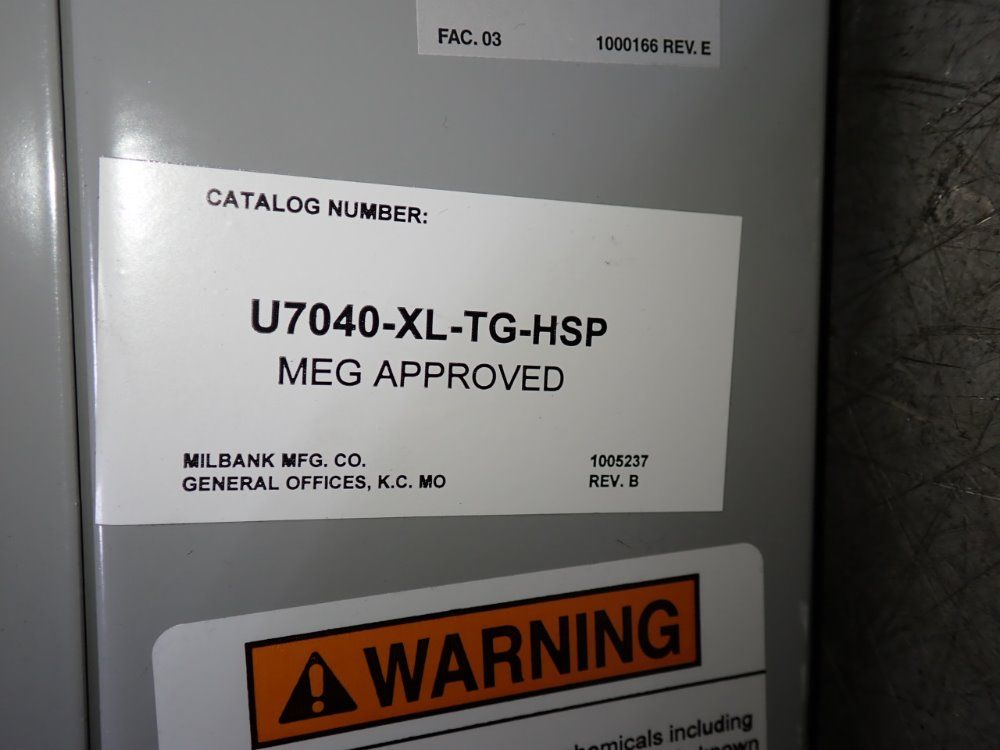 FAC. 03 1000166 REV. E
CATALOG NUMBER:
U7040-XL-TG-HSP
MEG APPROVED
MILBANK MFG. CO. 1005237
GENERAL OFFICES, K.C. MO REV. B
WARNING
chemicals including
known